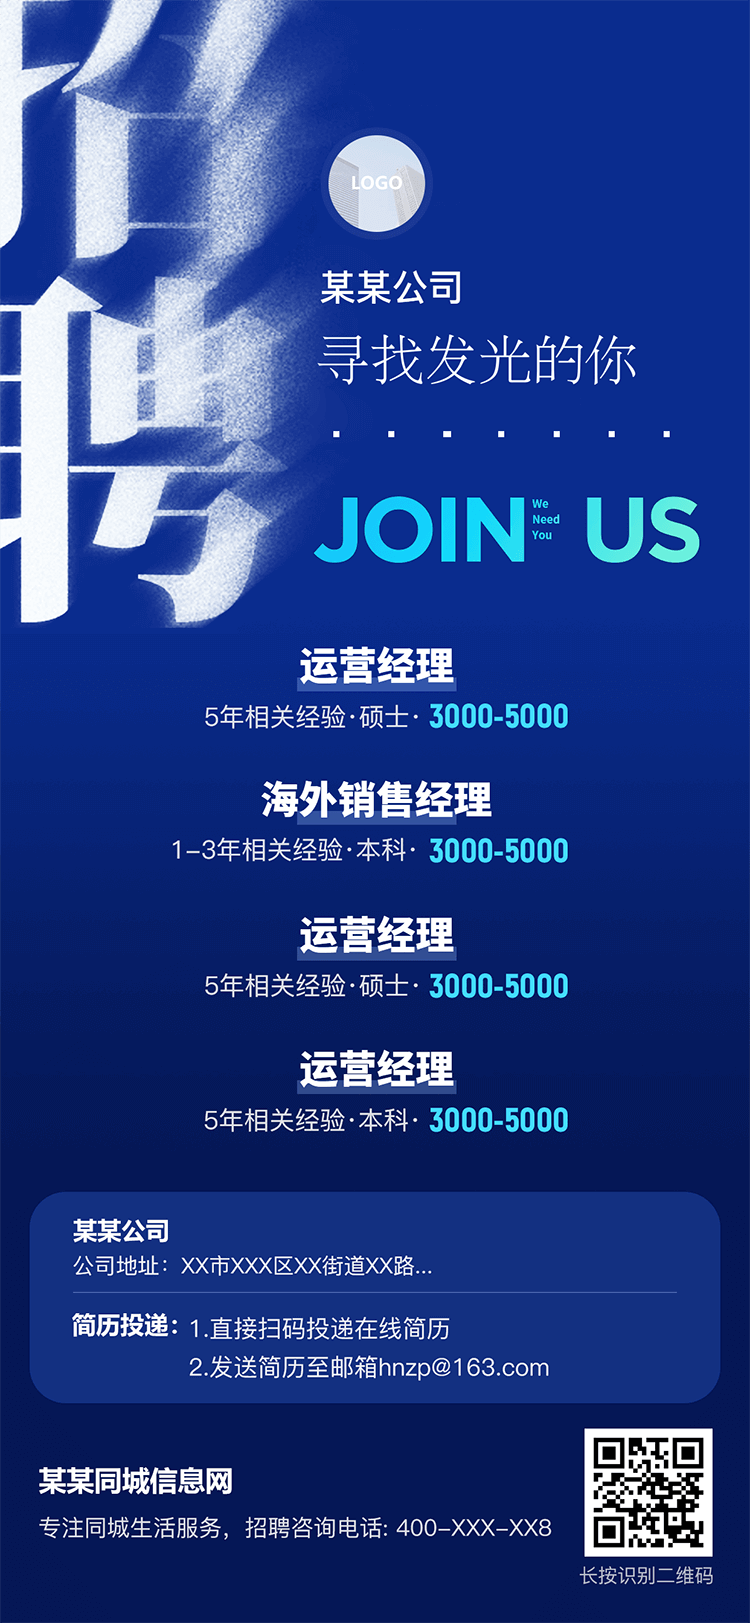 招聘
LOGO
某某公司
寻找发光的你
JOIN US
We
Need
You
运营经理
5年相关经验·硕士· 3000-5000
海外销售经理
1-3年相关经验·本科· 3000-5000
运营经理
5年相关经验·硕士· 3000-5000
运营经理
5年相关经验·本科· 3000-5000
某某公司
公司地址：XX市XXX区XX街道XX路...
简历投递：1.直接扫码投递在线简历
2.发送简历至邮箱hnzp@163.com
某某同城信息网
专注同城生活服务，招聘咨询电话: 400-XXX-XX8
长按识别二维码